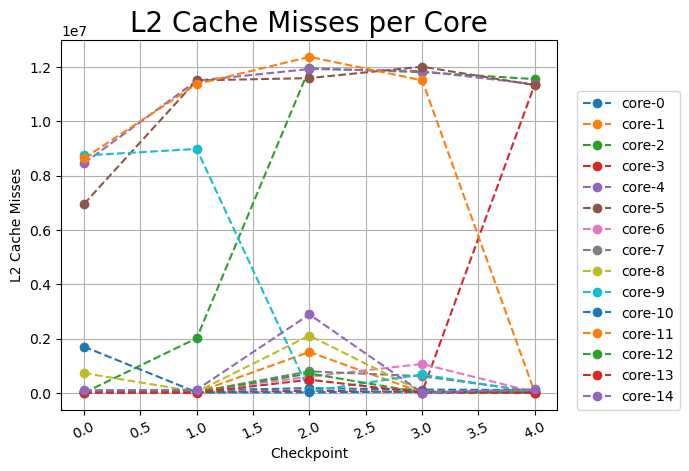 L2 Cache Misses per Core
1e7
1.2
1.0
0.8
0.6
0.4
0.2
0.0
L2 Cache Misses
0.0 0.5 1.0 1.5 2.0 2.5 3.0 3.5 4.0
Checkpoint
core-0
core-1
core-2
core-3
core-4
core-5
core-6
core-7
core-8
core-9
core-10
core-11
core-12
core-13
core-14